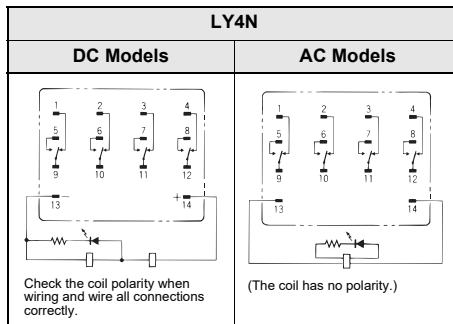 LY4N
DC Models
AC Models
1 2 3 4
5 6 7 8
9 10 11 12
13 + 14
Check the coil polarity when
wiring and wire all connections
correctly.
1 2 3 4
5 6 7 8
9 10 11 12
13 14
(The coil has no polarity.)